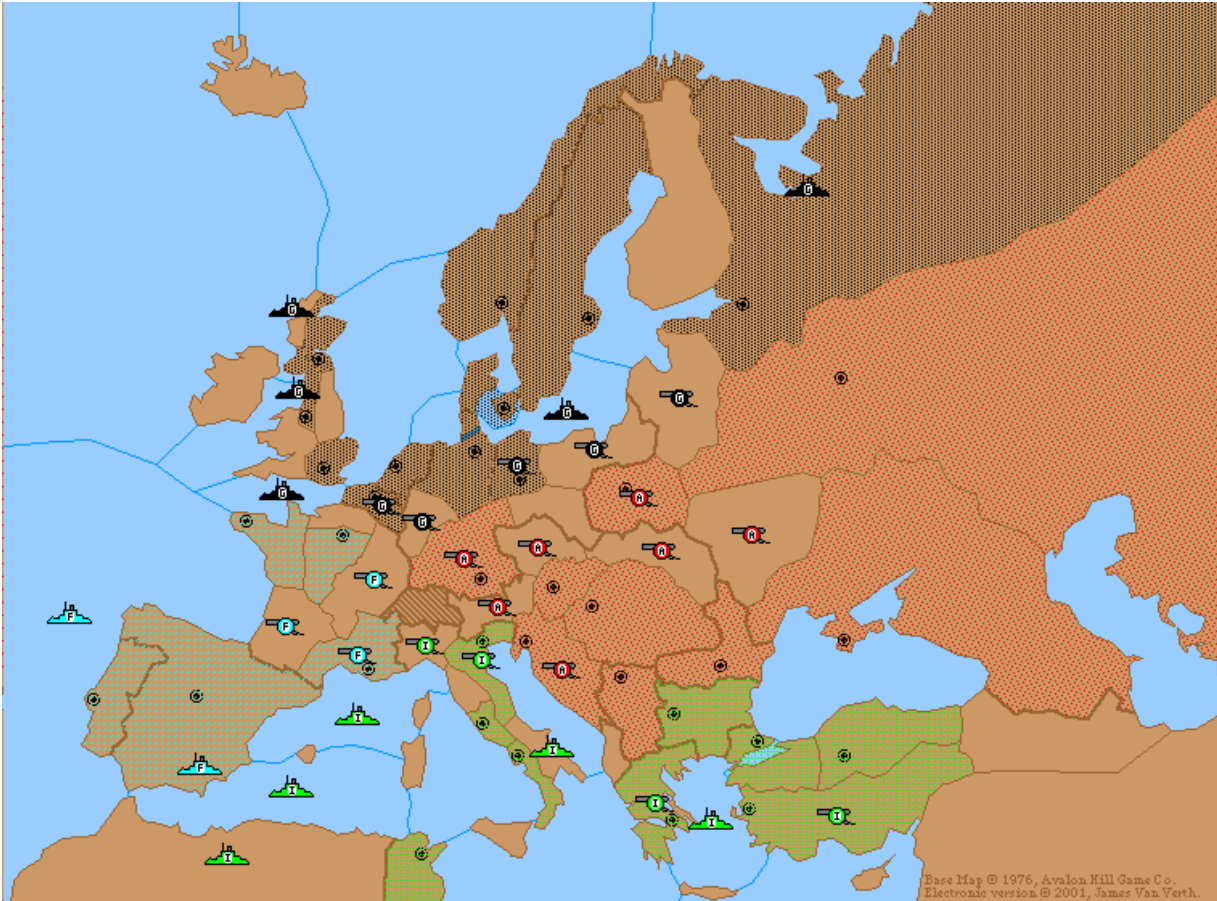 G
G
G
G
G
G
G
G
A
G
G
A
A
A
A
F
A
F
F
I
F
I
A
I
I
F
I
I
I
I
I
Base Map © 1976, Avalon Hill Game Co.
Electronic version © 2001, James Van Verth.